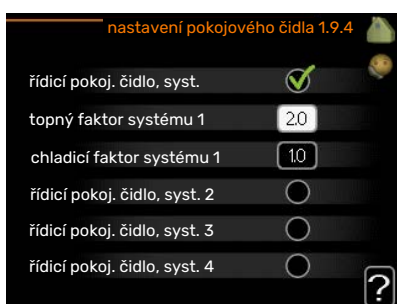 nastavení pokojového čidla 1.9.4
řídicí pokoj. čidlo, syst.
topný faktor systému 1 2.0
chladicí faktor systému 1 1.0
řídicí pokoj. čidlo, syst. 2
řídicí pokoj. čidlo, syst. 3
řídicí pokoj. čidlo, syst. 4
?